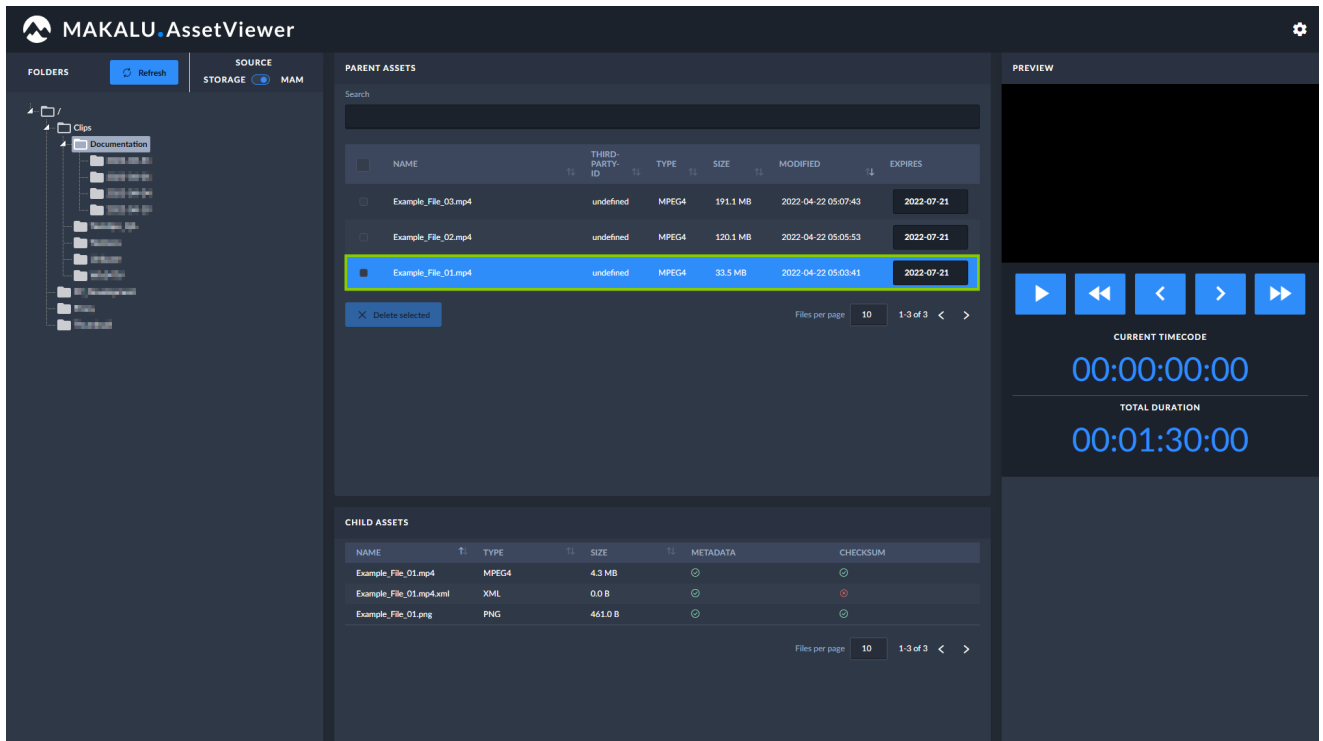 MAKALU.AssetViewer
FOLDERS
Refresh
SOURCE
STORAGE MAM
/
Clips
Documentation
PARENT ASSETS
Search
NAME THIRD-PARTY-ID TYPE SIZE MODIFIED EXPIRES
Example_File_03.mp4 undefined MPEG4 191.1 MB 2022-04-22 05:07:43 2022-07-21
Example_File_02.mp4 undefined MPEG4 120.1 MB 2022-04-22 05:05:53 2022-07-21
Example_File_01.mp4 undefined MPEG4 33.5 MB 2022-04-22 05:03:41 2022-07-21
Delete selected
Files per page 10 1-3 of 3
CHILD ASSETS
NAME TYPE SIZE METADATA CHECKSUM
Example_File_01.mp4 MPEG4 4.3 MB
Example_File_01.mp4.xml XML 0.0 B
Example_File_01.png PNG 461.0 B
Files per page 10 1-3 of 3
PREVIEW
CURRENT TIMECODE
00:00:00:00
TOTAL DURATION
00:01:30:00